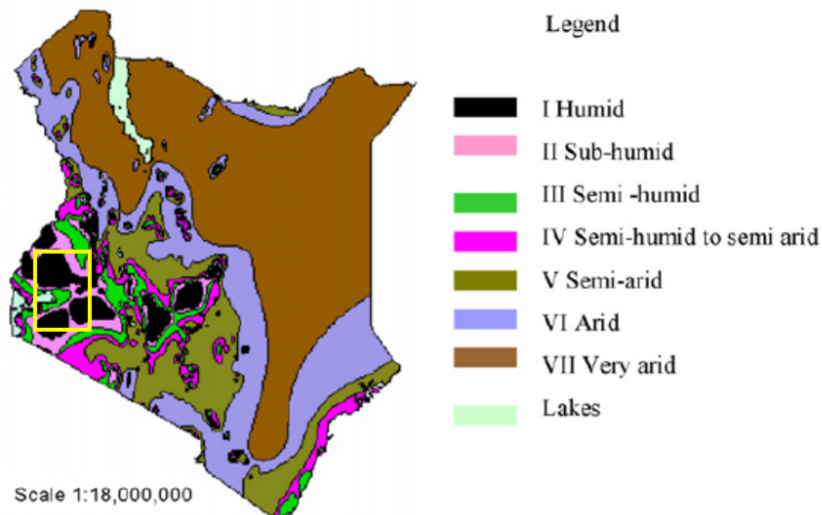 Legend
I Humid
II Sub-humid
III Semi -humid
IV Semi-humid to semi arid
V Semi-arid
VI Arid
VII Very arid
Lakes
Scale 1:18,000,000